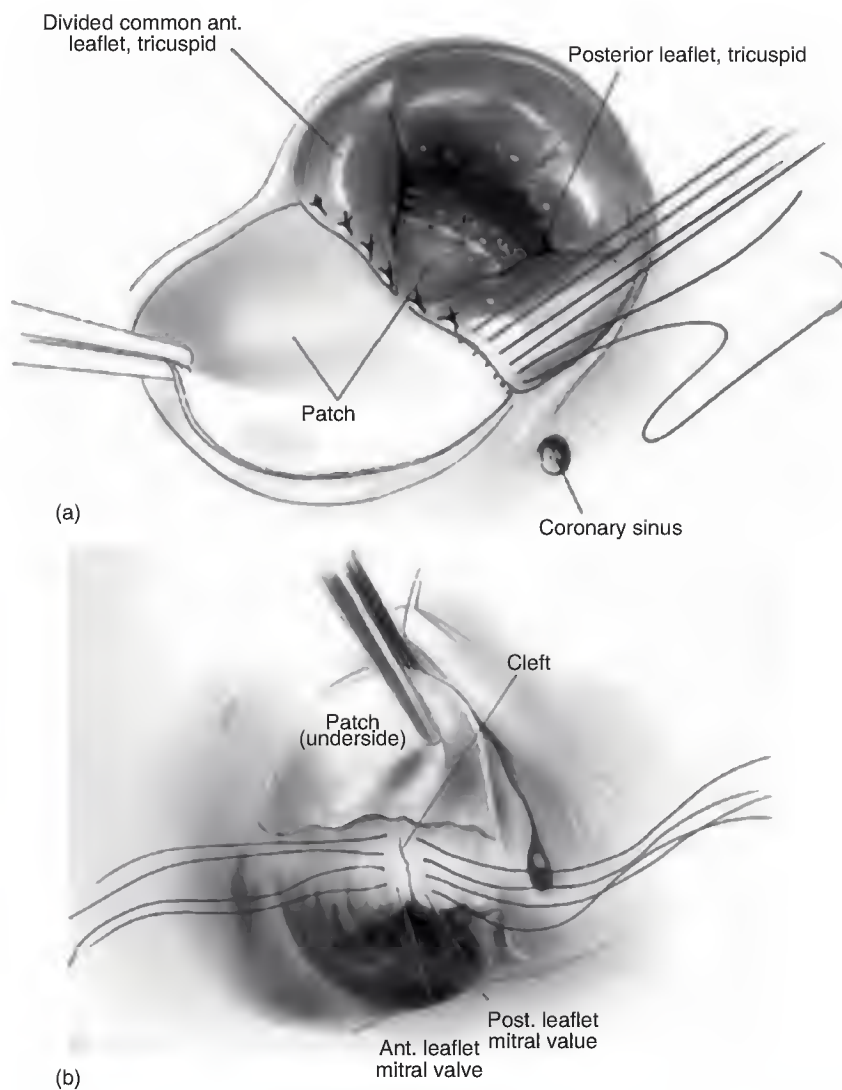 Divided common ant.
leaflet, tricuspid
Posterior leaflet, tricuspid
Patch
Coronary sinus
(a)
Cleft
Patch
(underside)
Post. leaflet
mitral value
Ant. leaflet
mitral valve
(b)